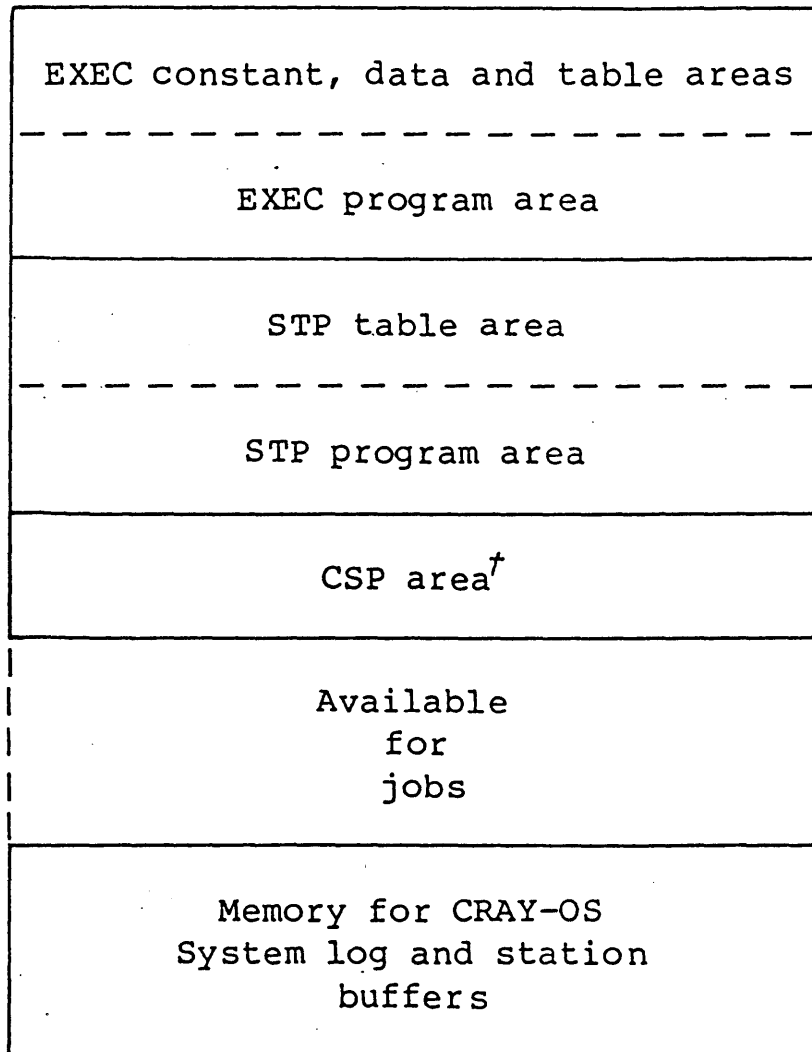 EXEC constant, data and table areas
EXEC program area
STP table area
STP program area
CSP area†
Available
for
jobs
Memory for CRAY-OS
System log and station
buffers